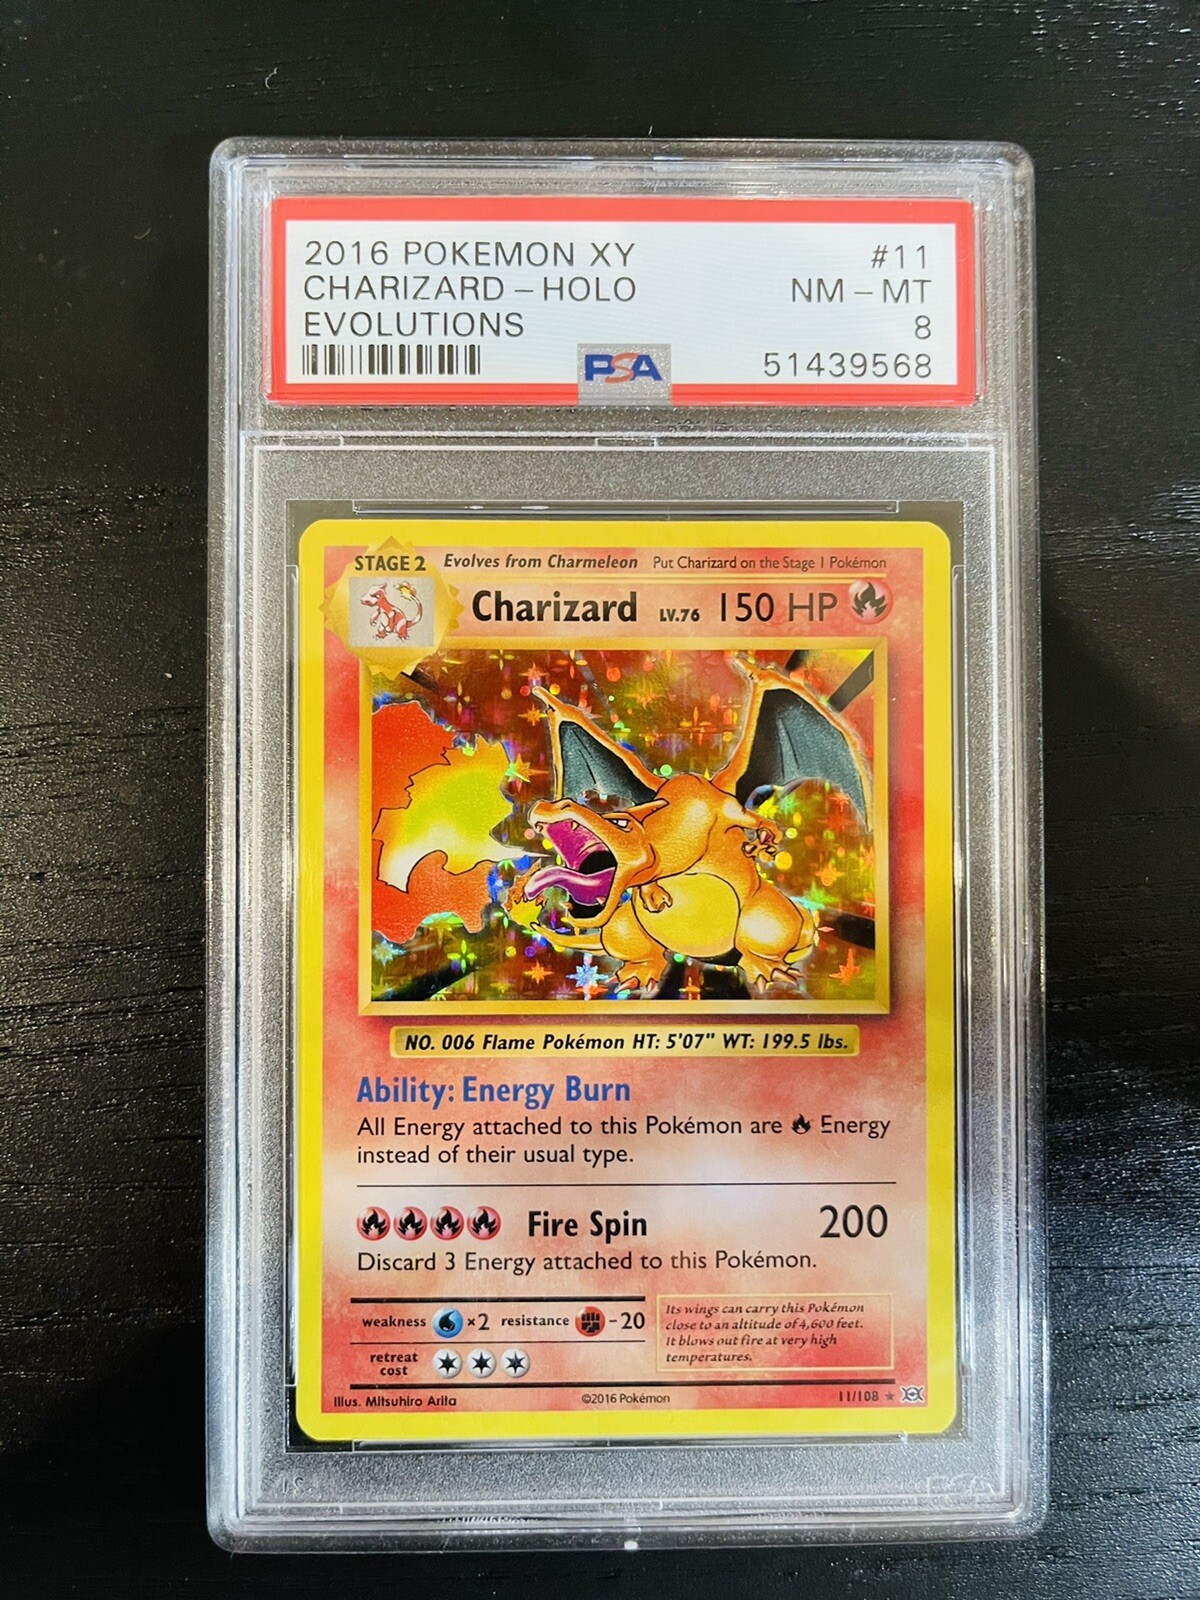 2016 POKEMON XY #11
CHARIZARD - HOLO NM - MT
EVOLUTIONS 8
PSA 51439568
STAGE 2 Evolves from Charmeleon Put Charizard on the Stage 1 Pokémon
Charizard LV.76 150 HP
NO. 006 Flame Pokémon HT: 5'07" WT: 199.5 lbs.
Ability: Energy Burn
All Energy attached to this Pokémon are Energy
instead of their usual type.
Fire Spin 200
Discard 3 Energy attached to this Pokémon.
weakness ×2 resistance -20
retreat
cost
Its wings can carry this Pokémon
close to an altitude of 4,600 feet.
It blows out fire at very high
temperatures.
Illus. Mitsuhiro Arita ©2016 Pokémon 11/108 ★